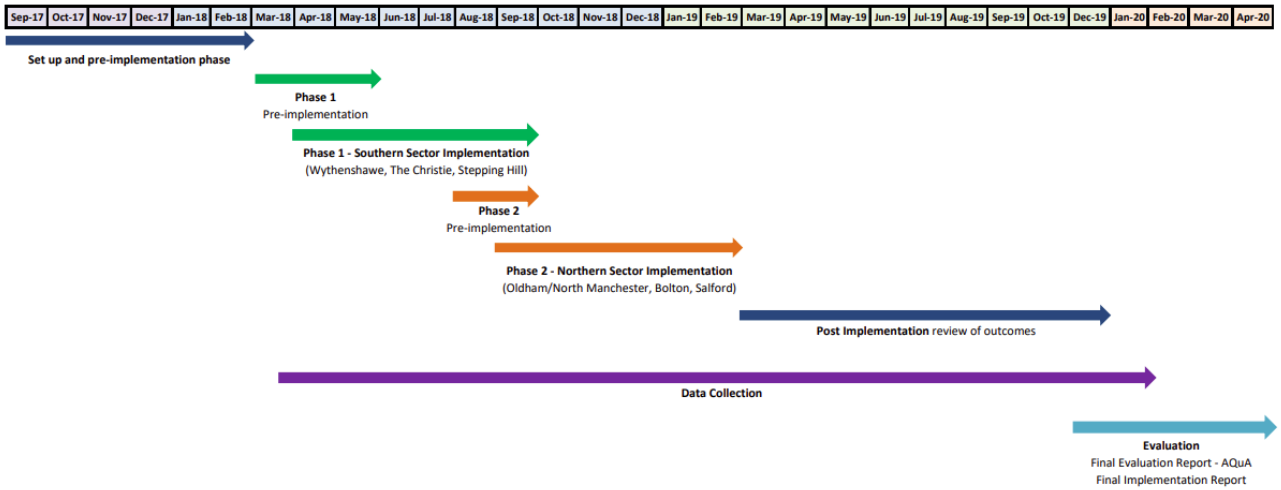 Sep-17 Oct-17 Nov-17 Dec-17 Jan-18 Feb-18 Mar-18 Apr-18 May-18 Jun-18 Jul-18 Aug-18 Sep-18 Oct-18 Nov-18 Dec-18 Jan-19 Feb-19 Mar-19 Apr-19 May-19 Jun-19 Jul-19 Aug-19 Sep-19 Oct-19 Dec-19 Jan-20 Feb-20 Mar-20 Apr-20
Set up and pre-implementation phase
Phase 1
Pre-implementation
Phase 1 - Southern Sector Implementation
(Wythenshawe, The Christie, Stepping Hill)
Phase 2
Pre-implementation
Phase 2 - Northern Sector Implementation
(Oldham/North Manchester, Bolton, Salford)
Post Implementation review of outcomes
Data Collection
Evaluation
Final Evaluation Report - AQuA
Final Implementation Report